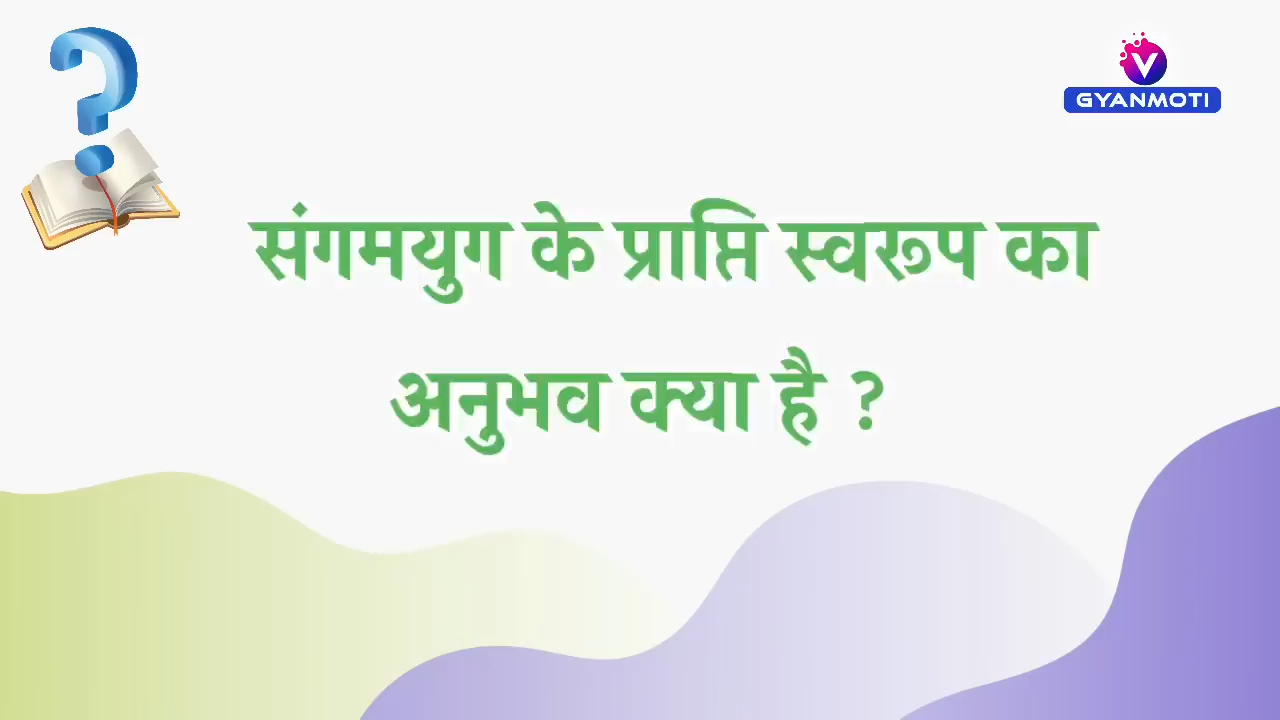 V
GYANMOTI
संगमयुग के प्राप्ति स्वरूप का
अनुभव क्या है ?